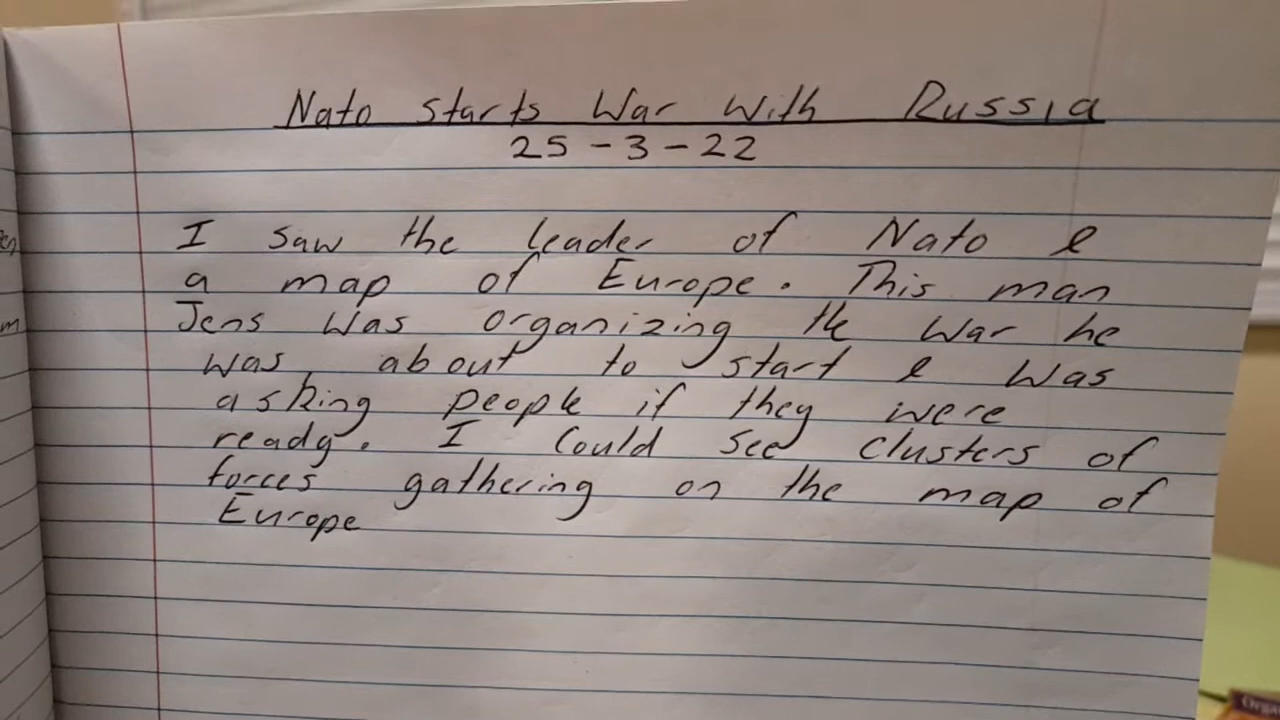 Nato starts War With Russia
25-3-22
I saw the leader of Nato &
a map of Europe. This man
Jens Was organizing the War he
was about to start & Was
asking people if they were
ready. I Could see Clusters of
forces gathering on the map of
Europe